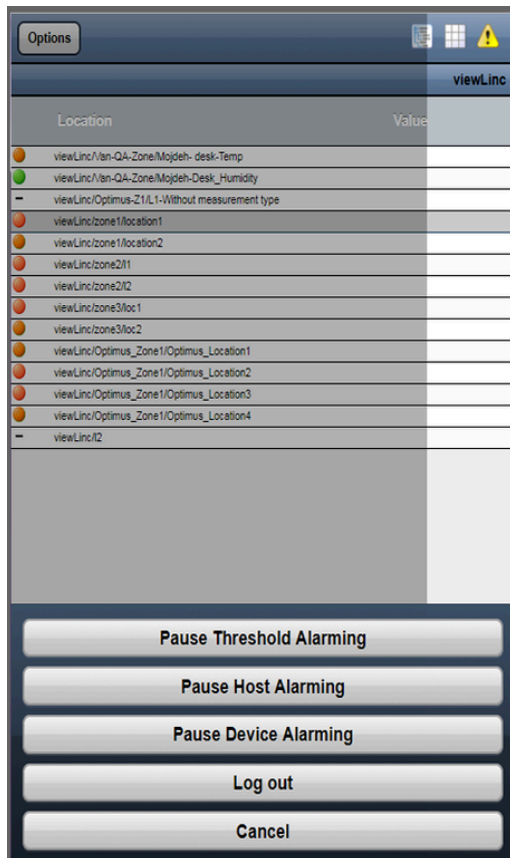 Options
viewLinc
Location Value
viewLinc/Van-QA-Zone/Mojdeh- desk-Temp
viewLinc/Van-QA-Zone/Mojdeh-Desk_Humidity
viewLinc/Optimus-Z1/L1-Without measurement type
viewLinc/zone1/location1
viewLinc/zone1/location2
viewLinc/zone2/l1
viewLinc/zone2/l2
viewLinc/zone3/loc1
viewLinc/zone3/loc2
viewLinc/Optimus_Zone1/Optimus_Location1
viewLinc/Optimus_Zone1/Optimus_Location2
viewLinc/Optimus_Zone1/Optimus_Location3
viewLinc/Optimus_Zone1/Optimus_Location4
viewLinc/l2
Pause Threshold Alarming
Pause Host Alarming
Pause Device Alarming
Log out
Cancel